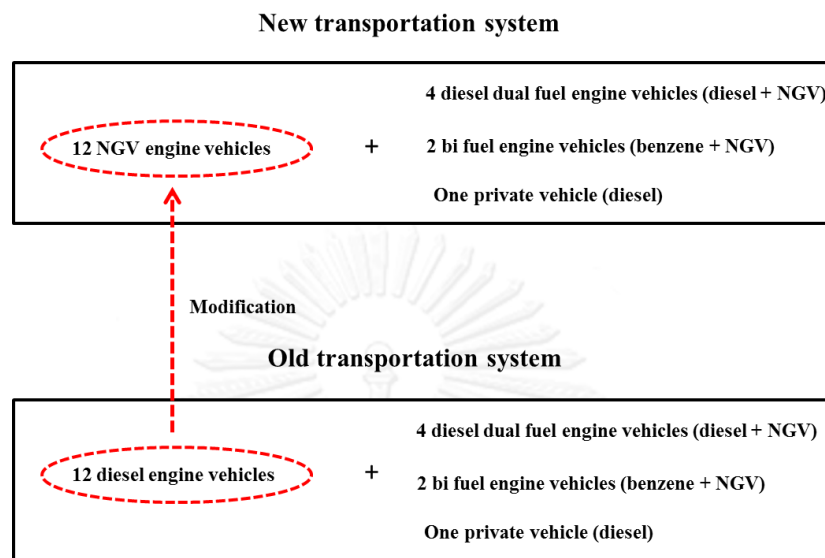 New transportation system
4 diesel dual fuel engine vehicles (diesel + NGV)
12 NGV engine vehicles + 2 bi fuel engine vehicles (benzene + NGV)
One private vehicle (diesel)
Modification
Old transportation system
4 diesel dual fuel engine vehicles (diesel + NGV)
12 diesel engine vehicles + 2 bi fuel engine vehicles (benzene + NGV)
One private vehicle (diesel)